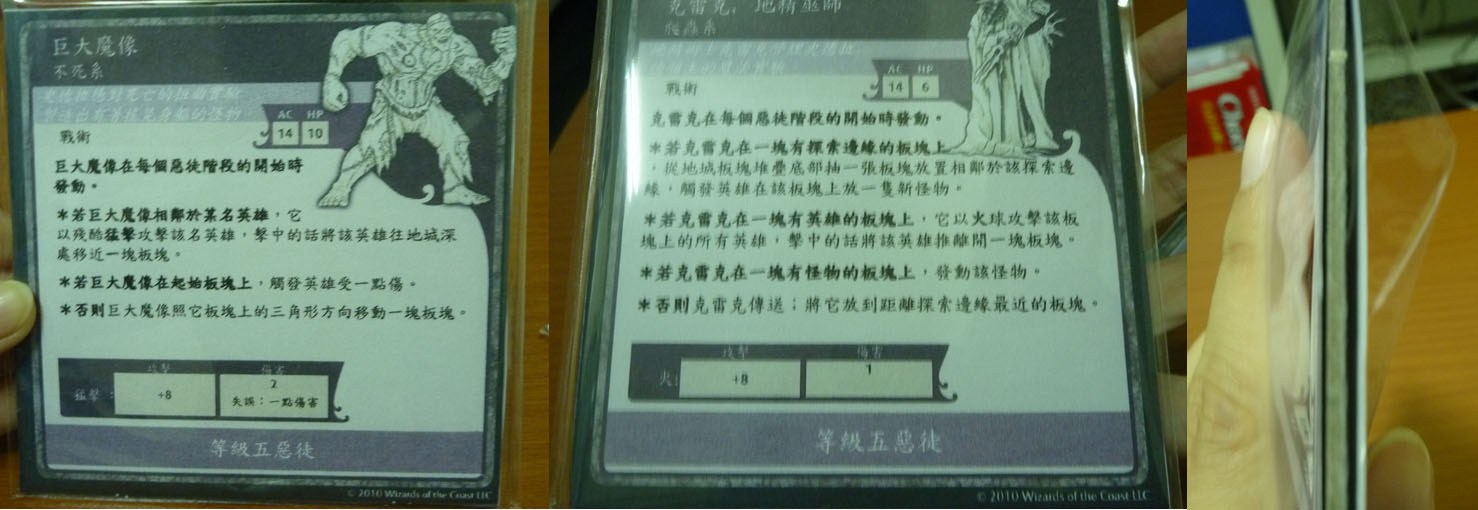 巨大魔像
不死系
AC HP
14 10
戰術
巨大魔像在每個惡徒階段的開始時
發動。
*若巨大魔像相鄰於某名英雄，它
以殘酷猛擊攻擊該名英雄，擊中的話將該英雄往地城深
處移近一塊板塊。
*若巨大魔像在起始板塊上，觸發英雄受一點傷。
*否則巨大魔像照它板塊上的三角形方向移動一塊板塊。
攻擊 傷害
猛擊： +8 2
失誤：一點傷害
等級五惡徒
© 2010 Wizards of the Coast LLC
克雷克，地精巫師
爬蟲系
AC HP
14 6
戰術
克雷克在每個惡徒階段的開始時發動。
*若克雷克在一塊有探索邊緣的板塊上
，從地城板塊堆疊底部抽一張板塊放置相鄰於該探索邊
緣，觸發英雄在該板塊上放一隻新怪物。
*若克雷克在一塊有英雄的板塊上，它以火球攻擊該板
塊上的所有英雄，擊中的話將該英雄推離開一塊板塊。
*若克雷克在一塊有怪物的板塊上，發動該怪物。
*否則克雷克傳送；將它放到距離探索邊緣最近的板塊。
攻擊 傷害
火: +8 1
等級五惡徒
© 2010 Wizards of the Coast LLC